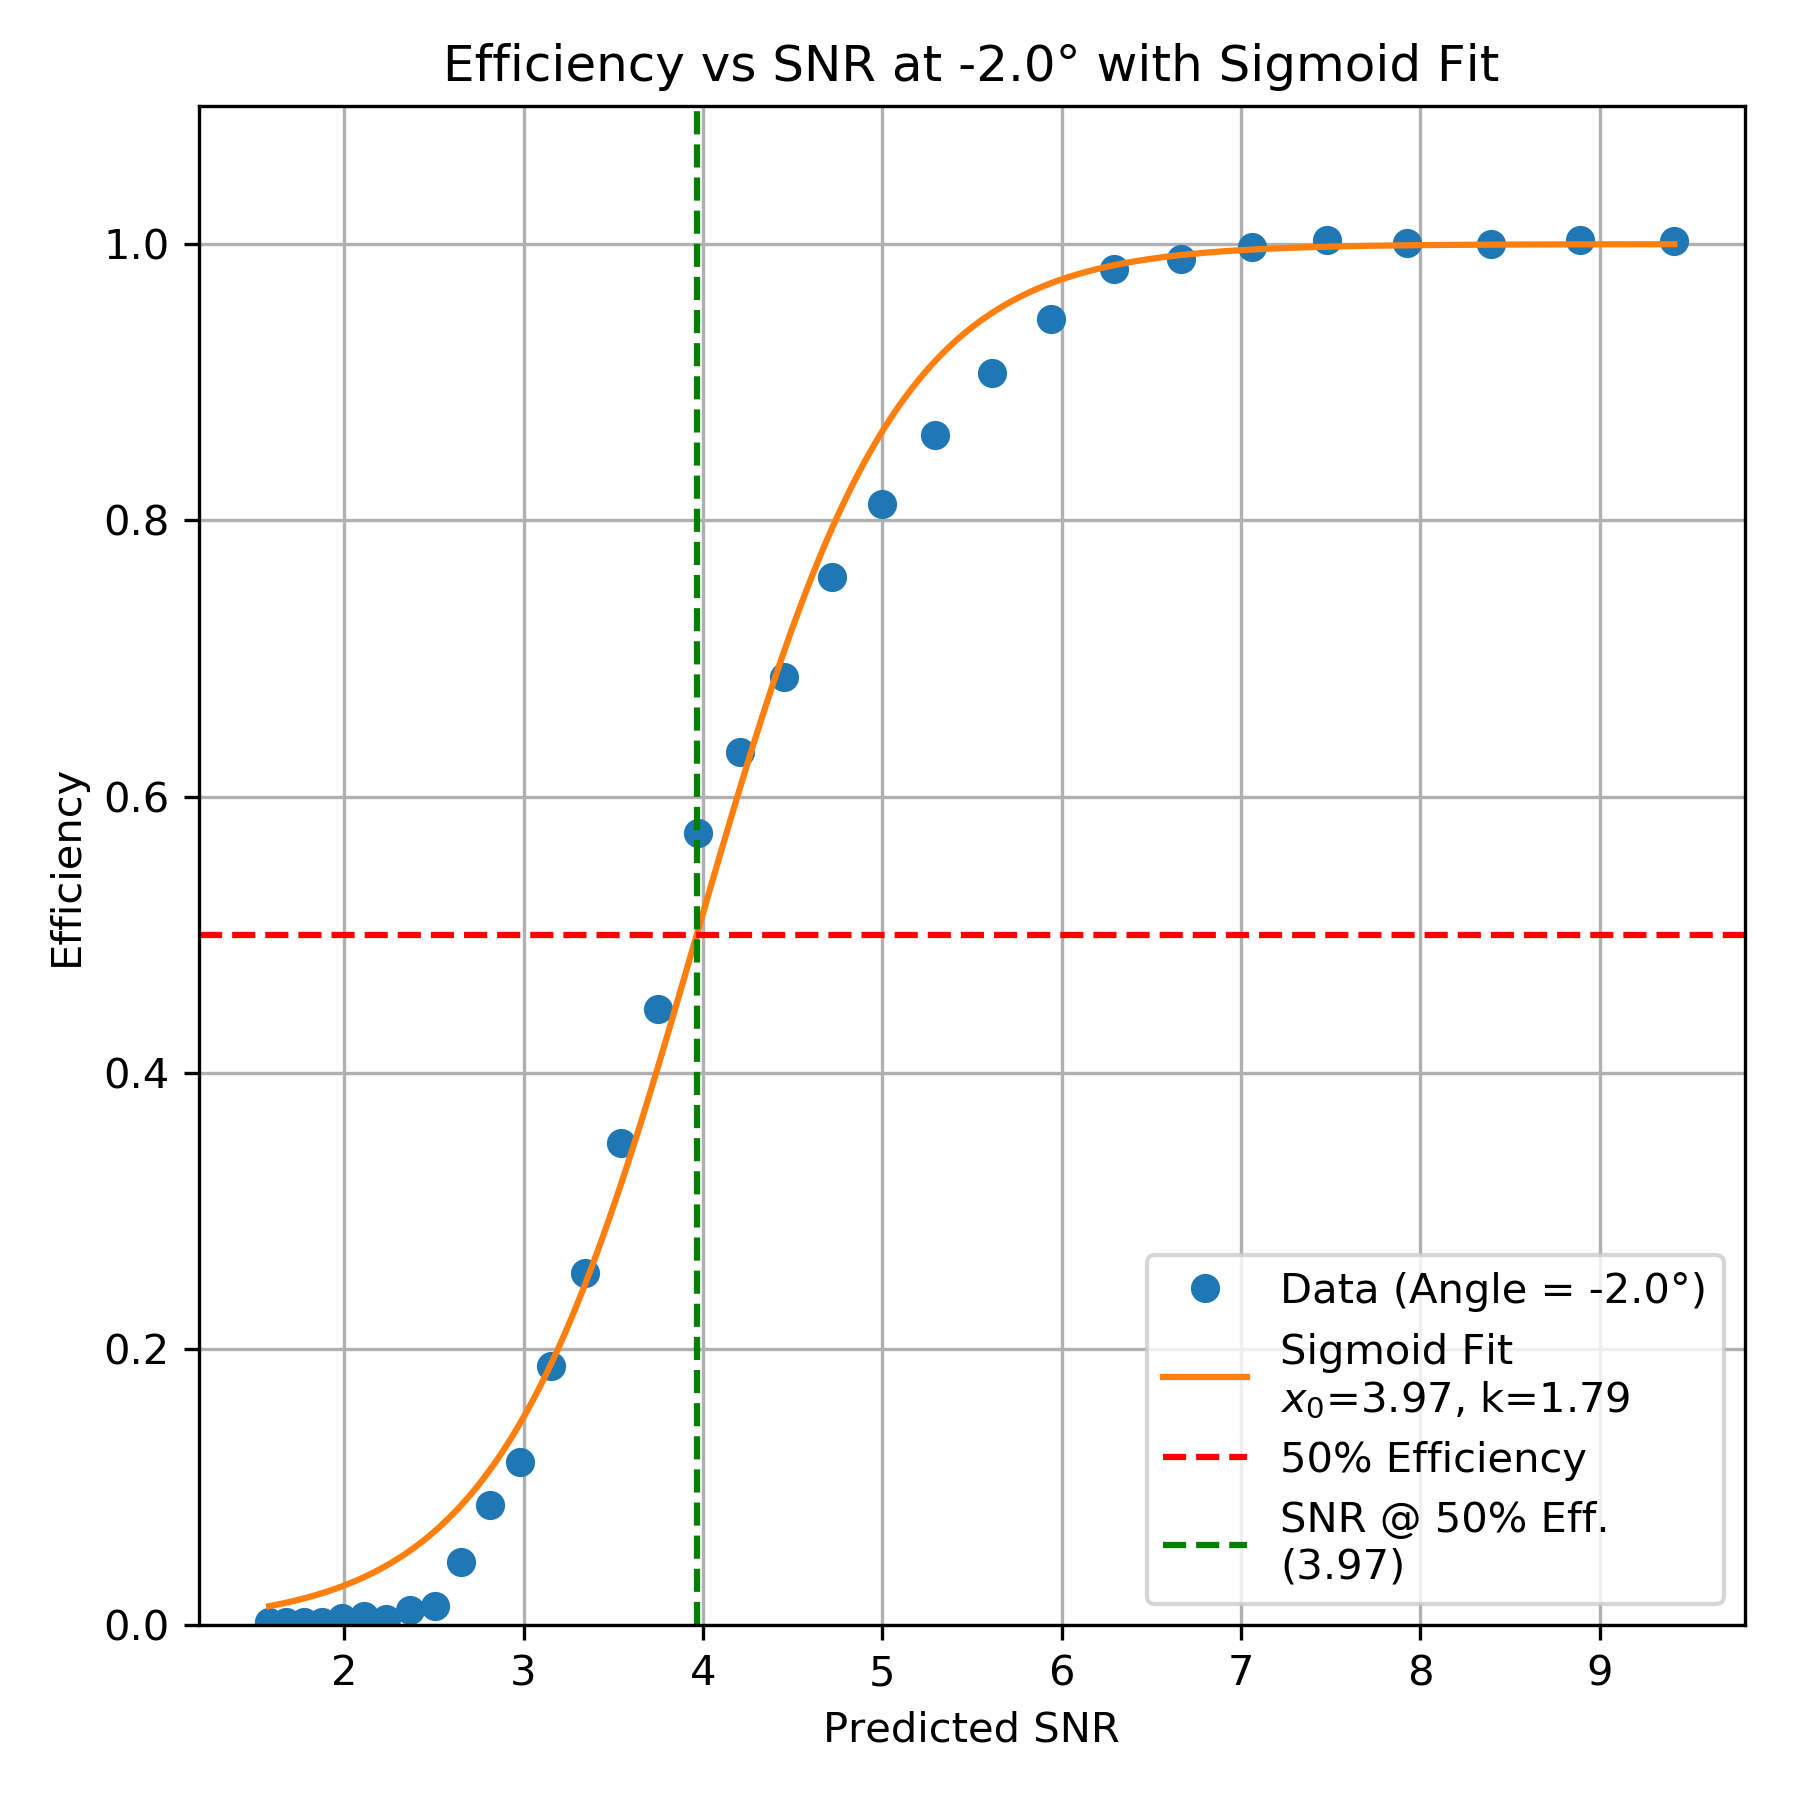 Efficiency vs SNR at -2.0° with Sigmoid Fit
1.0
0.8
0.6
0.4
0.2
0.0
Efficiency
2 3 4 5 6 7 8 9
Predicted SNR
Data (Angle = -2.0°)
Sigmoid Fit
x₀=3.97, k=1.79
50% Efficiency
SNR @ 50% Eff.
(3.97)